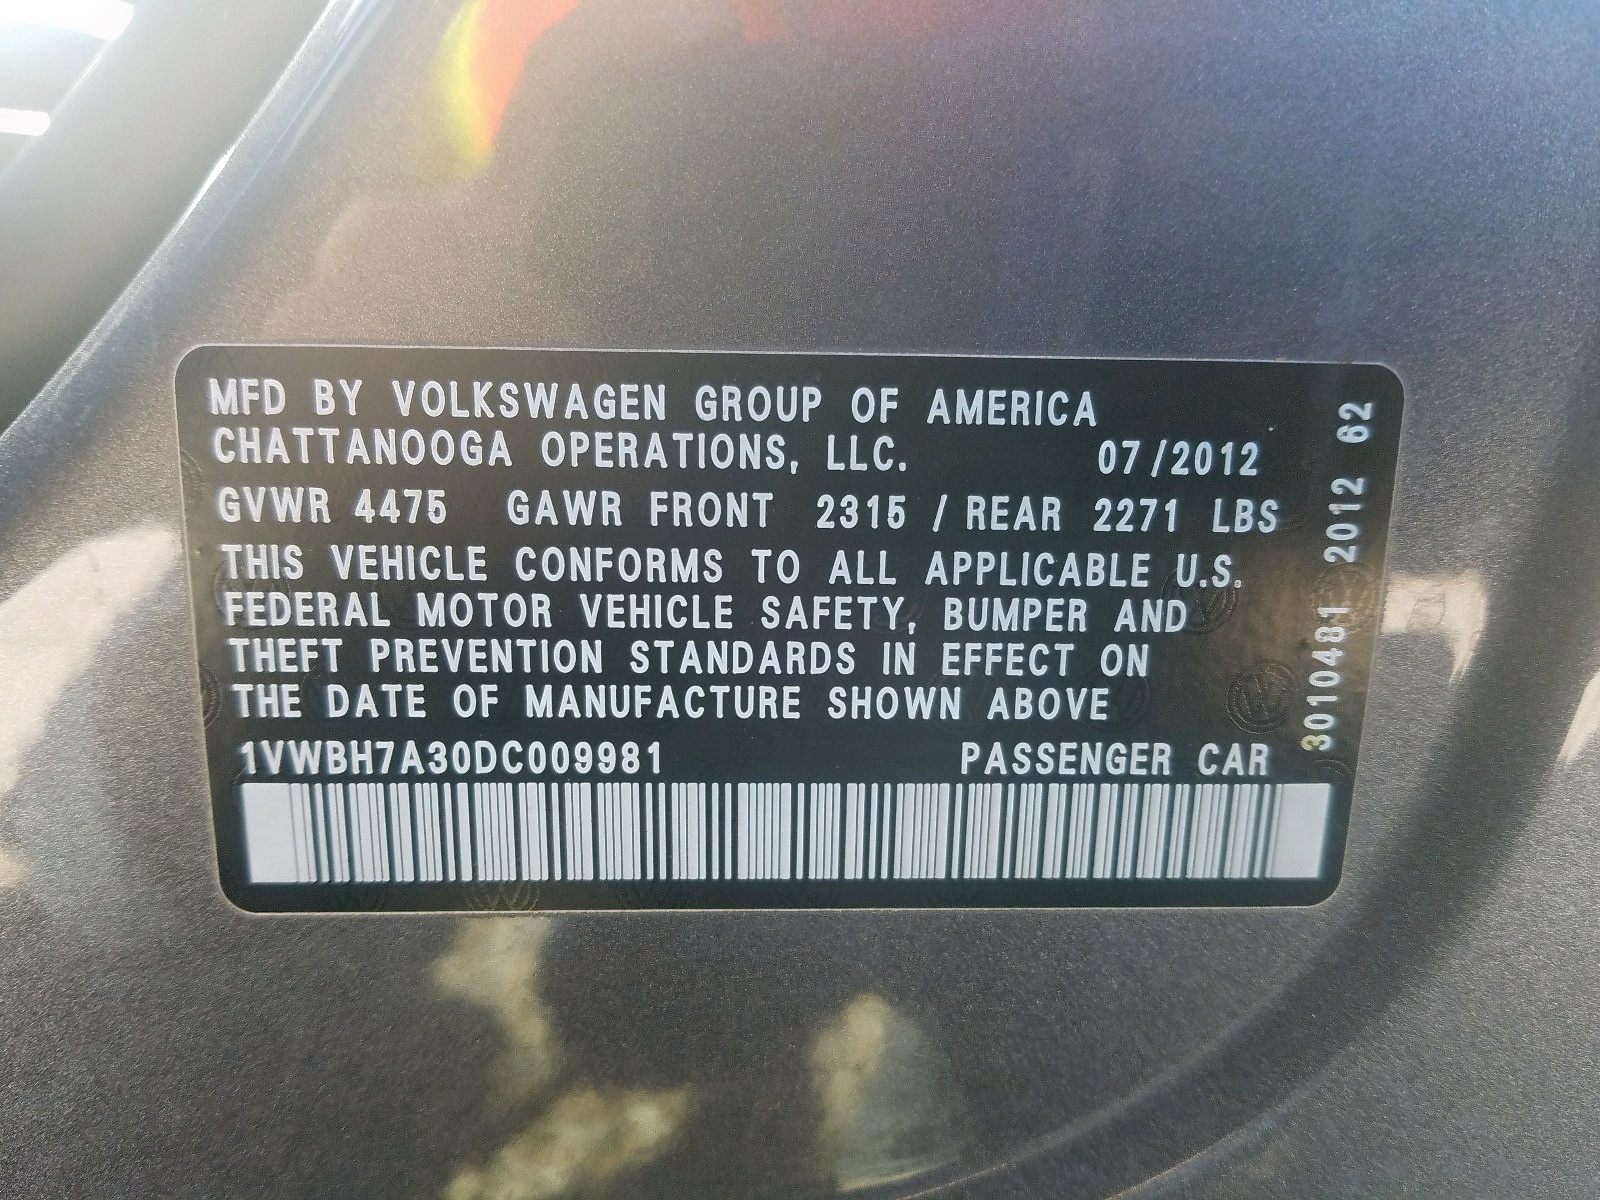 MFD BY VOLKSWAGEN GROUP OF AMERICA
CHATTANOOGA OPERATIONS, LLC. 07/2012
GVWR 4475 GAWR FRONT 2315 / REAR 2271 LBS
THIS VEHICLE CONFORMS TO ALL APPLICABLE U.S.
FEDERAL MOTOR VEHICLE SAFETY, BUMPER AND
THEFT PREVENTION STANDARDS IN EFFECT ON
THE DATE OF MANUFACTURE SHOWN ABOVE
1VWBH7A30DC009981 PASSENGER CAR
3010481 2012 62